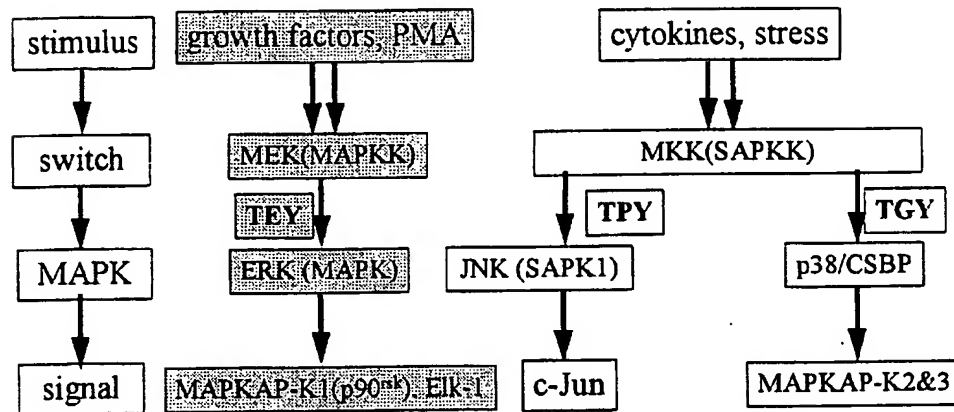 stimulus
growth factors, PMA
cytokines, stress
switch
MEK(MAPKK)
MKK(SAPKK)
TEY
TPY
TGY
MAPK
ERK (MAPK)
JNK (SAPK1)
p38/CSBP
signal
MAPKAP-K1(p90rsk), Elk-1
c-Jun
MAPKAP-K2&3